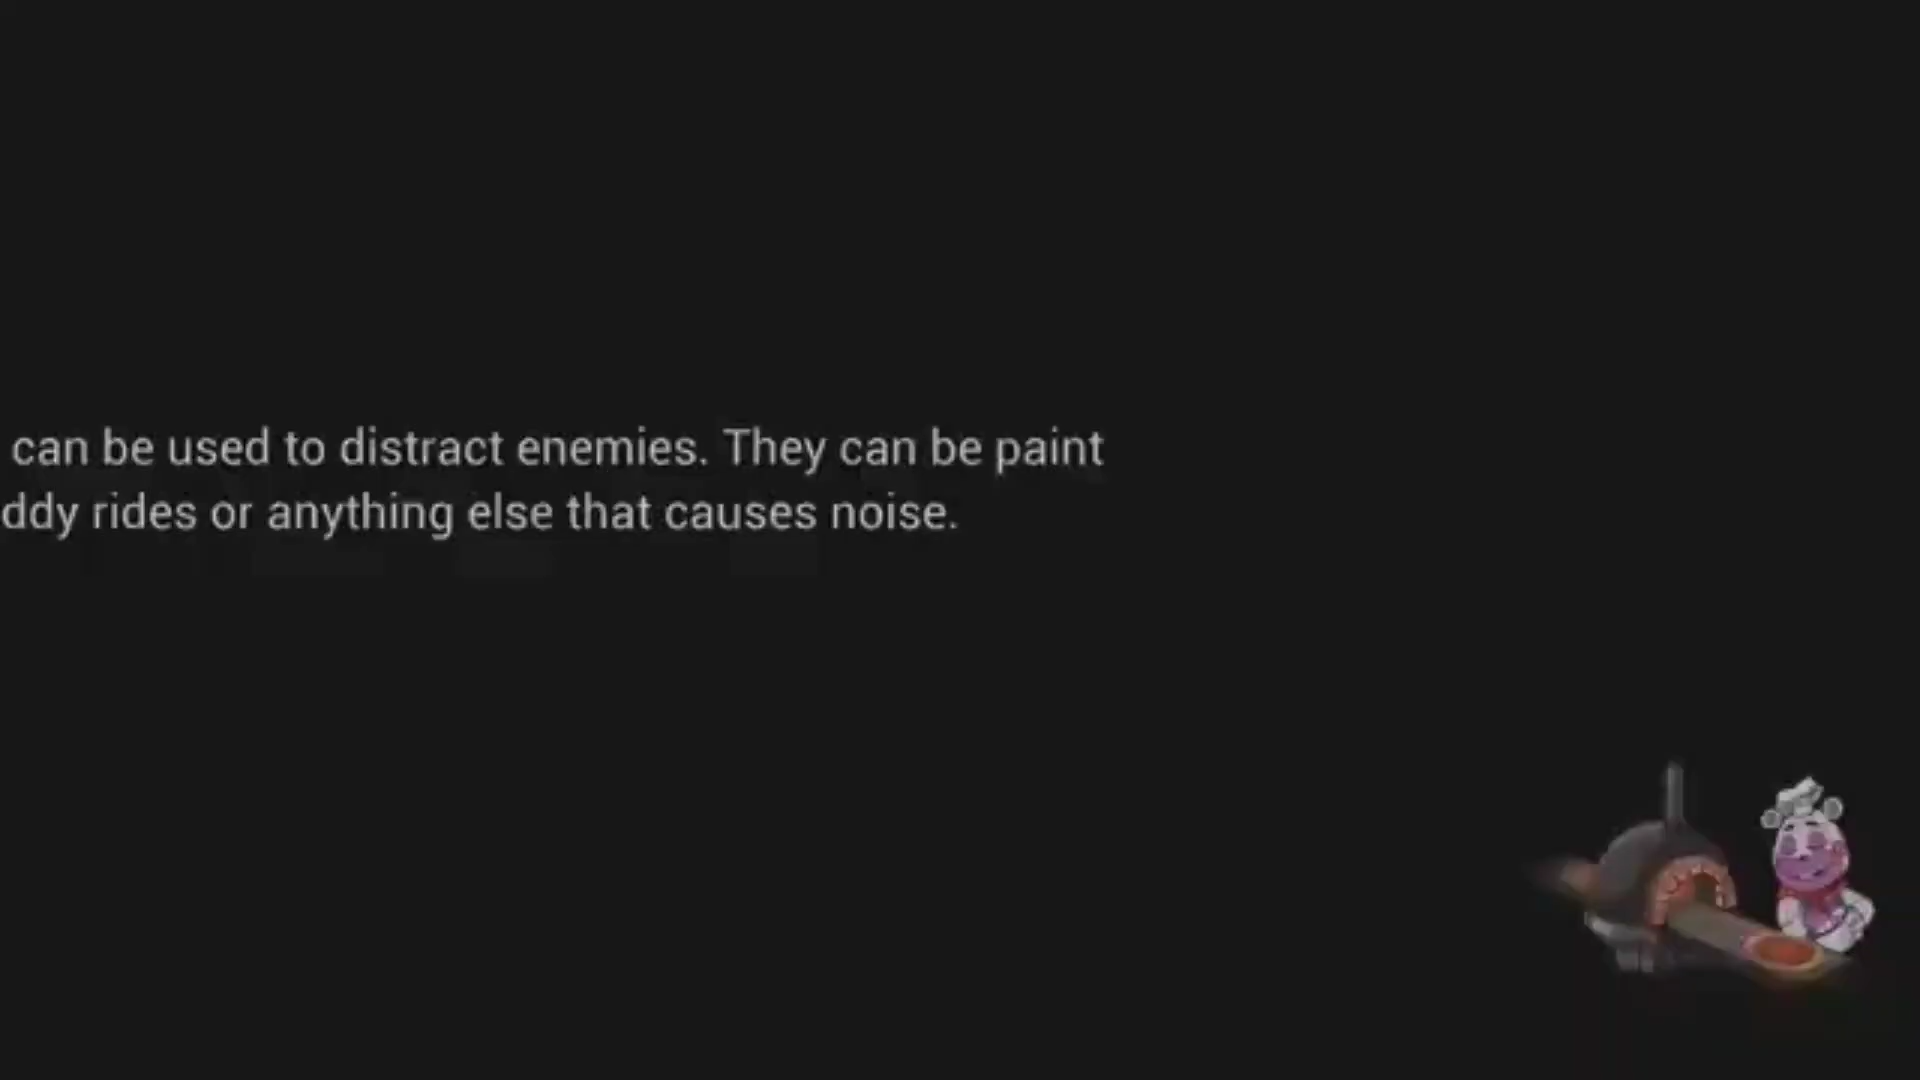 can be used to distract enemies. They can be paint
ddy rides or anything else that causes noise.